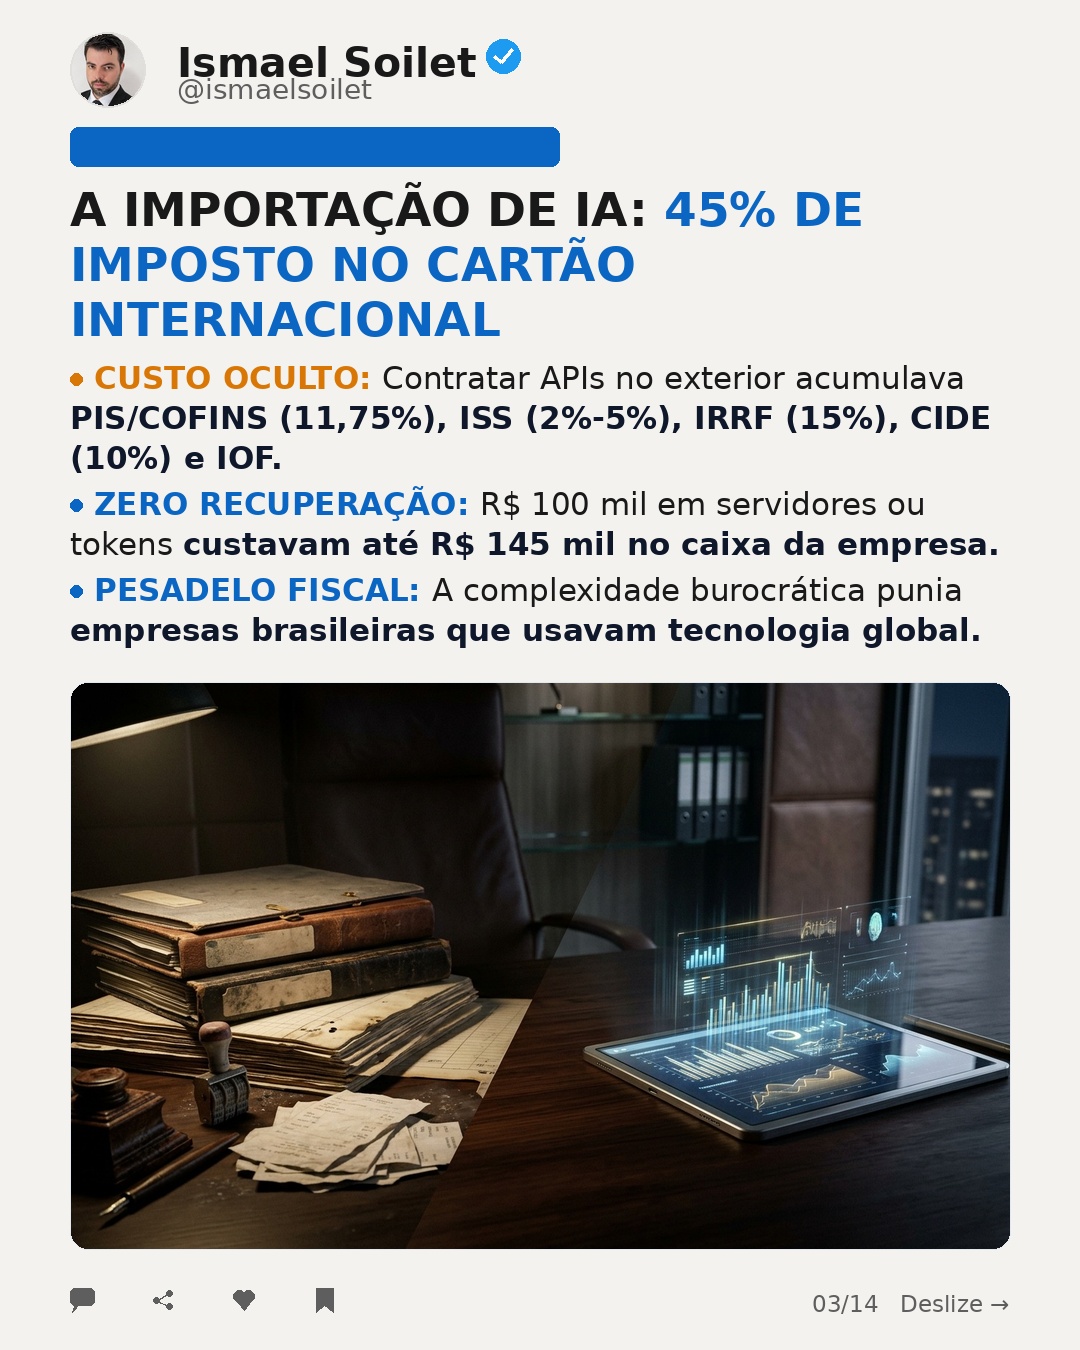 Ismael Soilet
@ismaelsoilet
A IMPORTAÇÃO DE IA: 45% DE
IMPOSTO NO CARTÃO
INTERNACIONAL
• CUSTO OCULTO: Contratar APIs no exterior acumulava
PIS/COFINS (11,75%), ISS (2%-5%), IRRF (15%), CIDE
(10%) e IOF.
• ZERO RECUPERAÇÃO: R$ 100 mil em servidores ou
tokens custavam até R$ 145 mil no caixa da empresa.
• PESADELO FISCAL: A complexidade burocrática punia
empresas brasileiras que usavam tecnologia global.
03/14 Deslize →